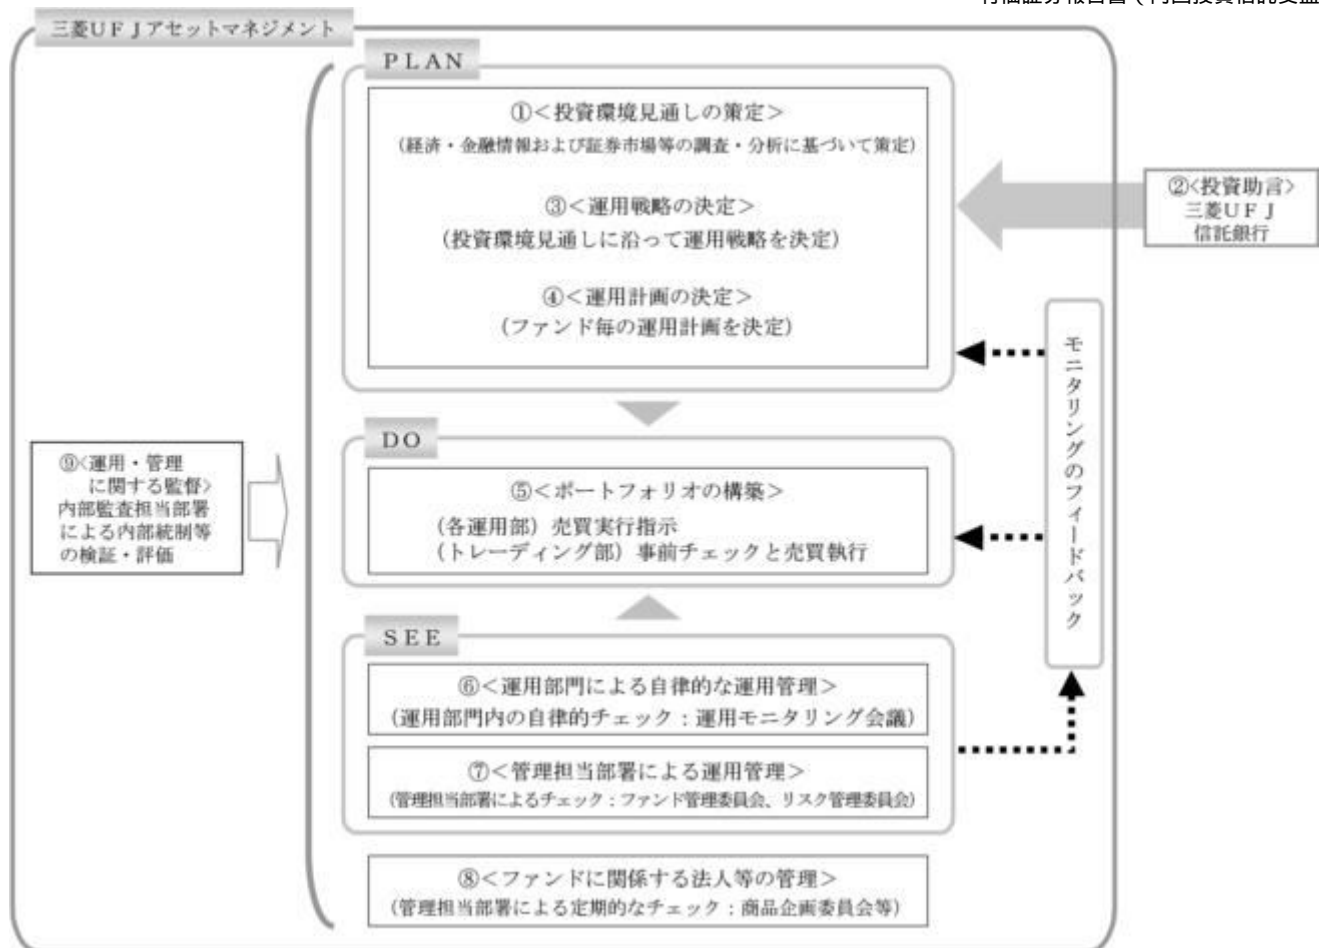 三菱UFJアセットマネジメント
PLAN
①<投資環境見通しの策定>
(経済・金融情報および証券市場等の調査・分析に基づいて策定)
③<運用戦略の決定>
(投資環境見通しに沿って運用戦略を決定)
④<運用計画の決定>
(ファンド毎の運用計画を決定)
②<投資助言>
三菱UFJ
信託銀行
モニタリングのフィードバック
DO
⑤<ポートフォリオの構築>
(各運用部)売買実行指示
(トレーディング部)事前チェックと売買執行
⑨<運用・管理
に関する監督>
内部監査担当部署
による内部統制等
の検証・評価
SEE
⑥<運用部門による自律的な運用管理>
(運用部門内の自律的チェック:運用モニタリング会議)
⑦<管理担当部署による運用管理>
(管理担当部署によるチェック:ファンド管理委員会、リスク管理委員会)
⑧<ファンドに関係する法人等の管理>
(管理担当部署による定期的なチェック:商品企画委員会等)